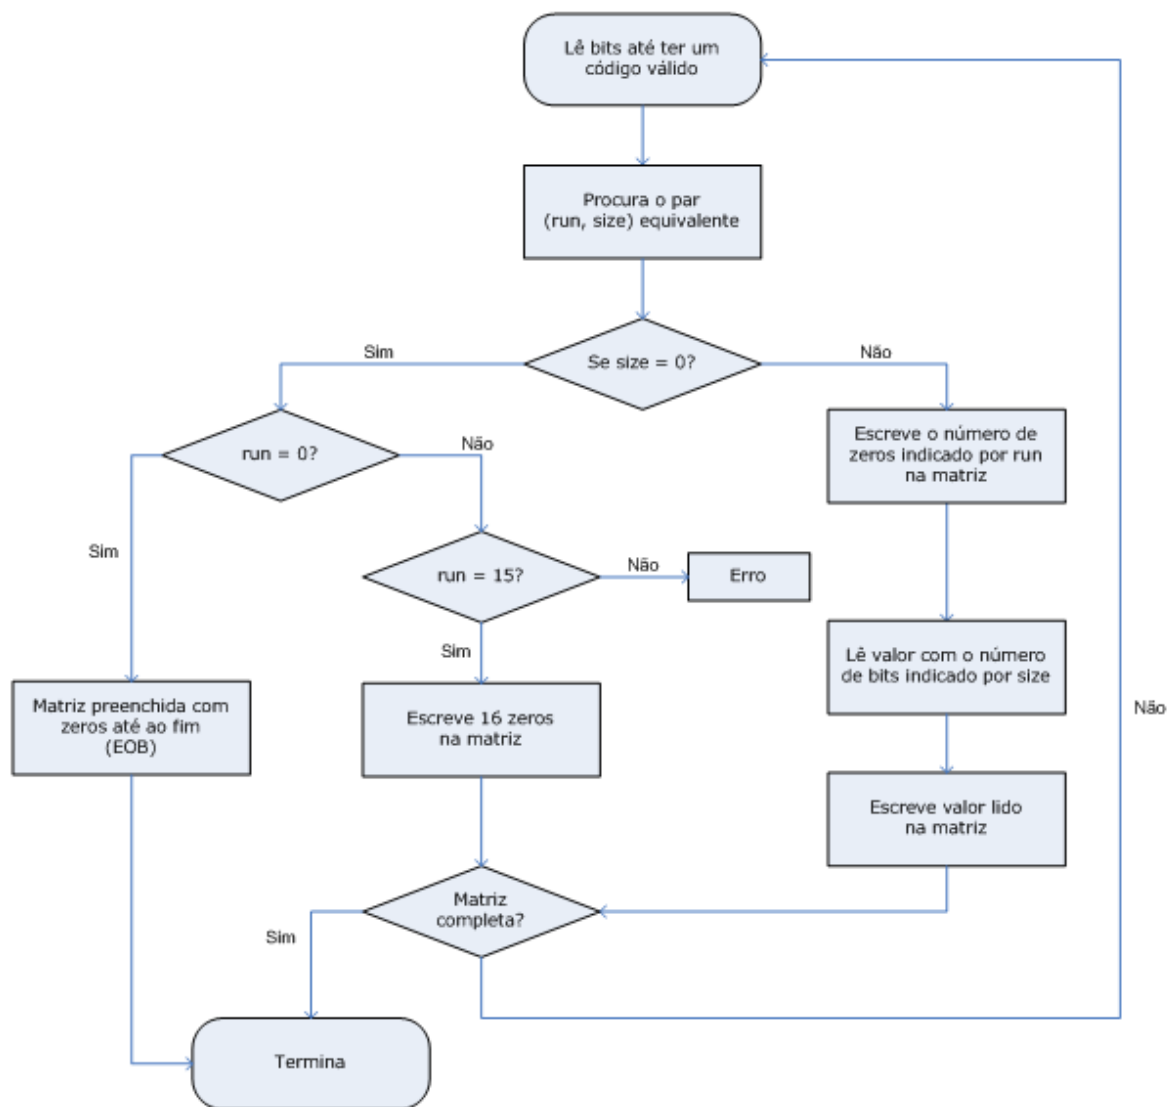 Lê bits até ter um
código válido
Procura o par
(run, size) equivalente
Se size = 0?
Sim
Não
run = 0?
Não
Escreve o número de
zeros indicado por run
na matriz
Sim
run = 15?
Não
Erro
Sim
Lê valor com o número
de bits indicado por size
Matriz preenchida com
zeros até ao fim
(EOB)
Escreve 16 zeros
na matriz
Não
Escreve valor lido
na matriz
Matriz
completa?
Sim
Termina